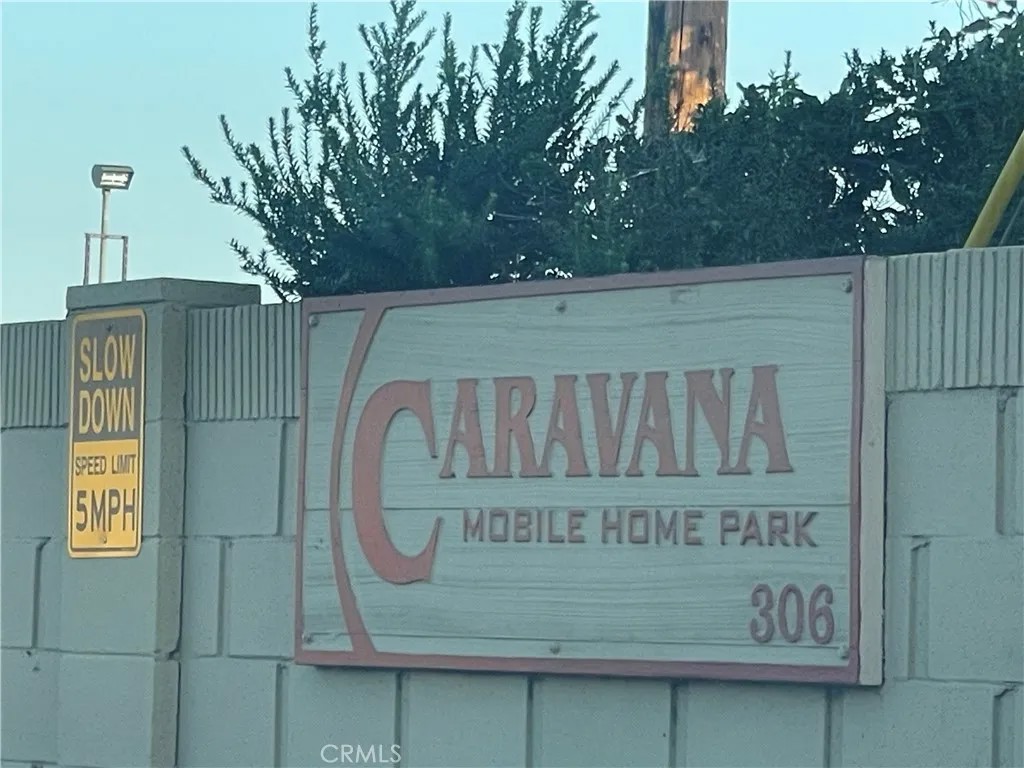 SLOW
DOWN
SPEED LIMIT
5MPH
CARAVANA
MOBILE HOME PARK
306
CRMLS